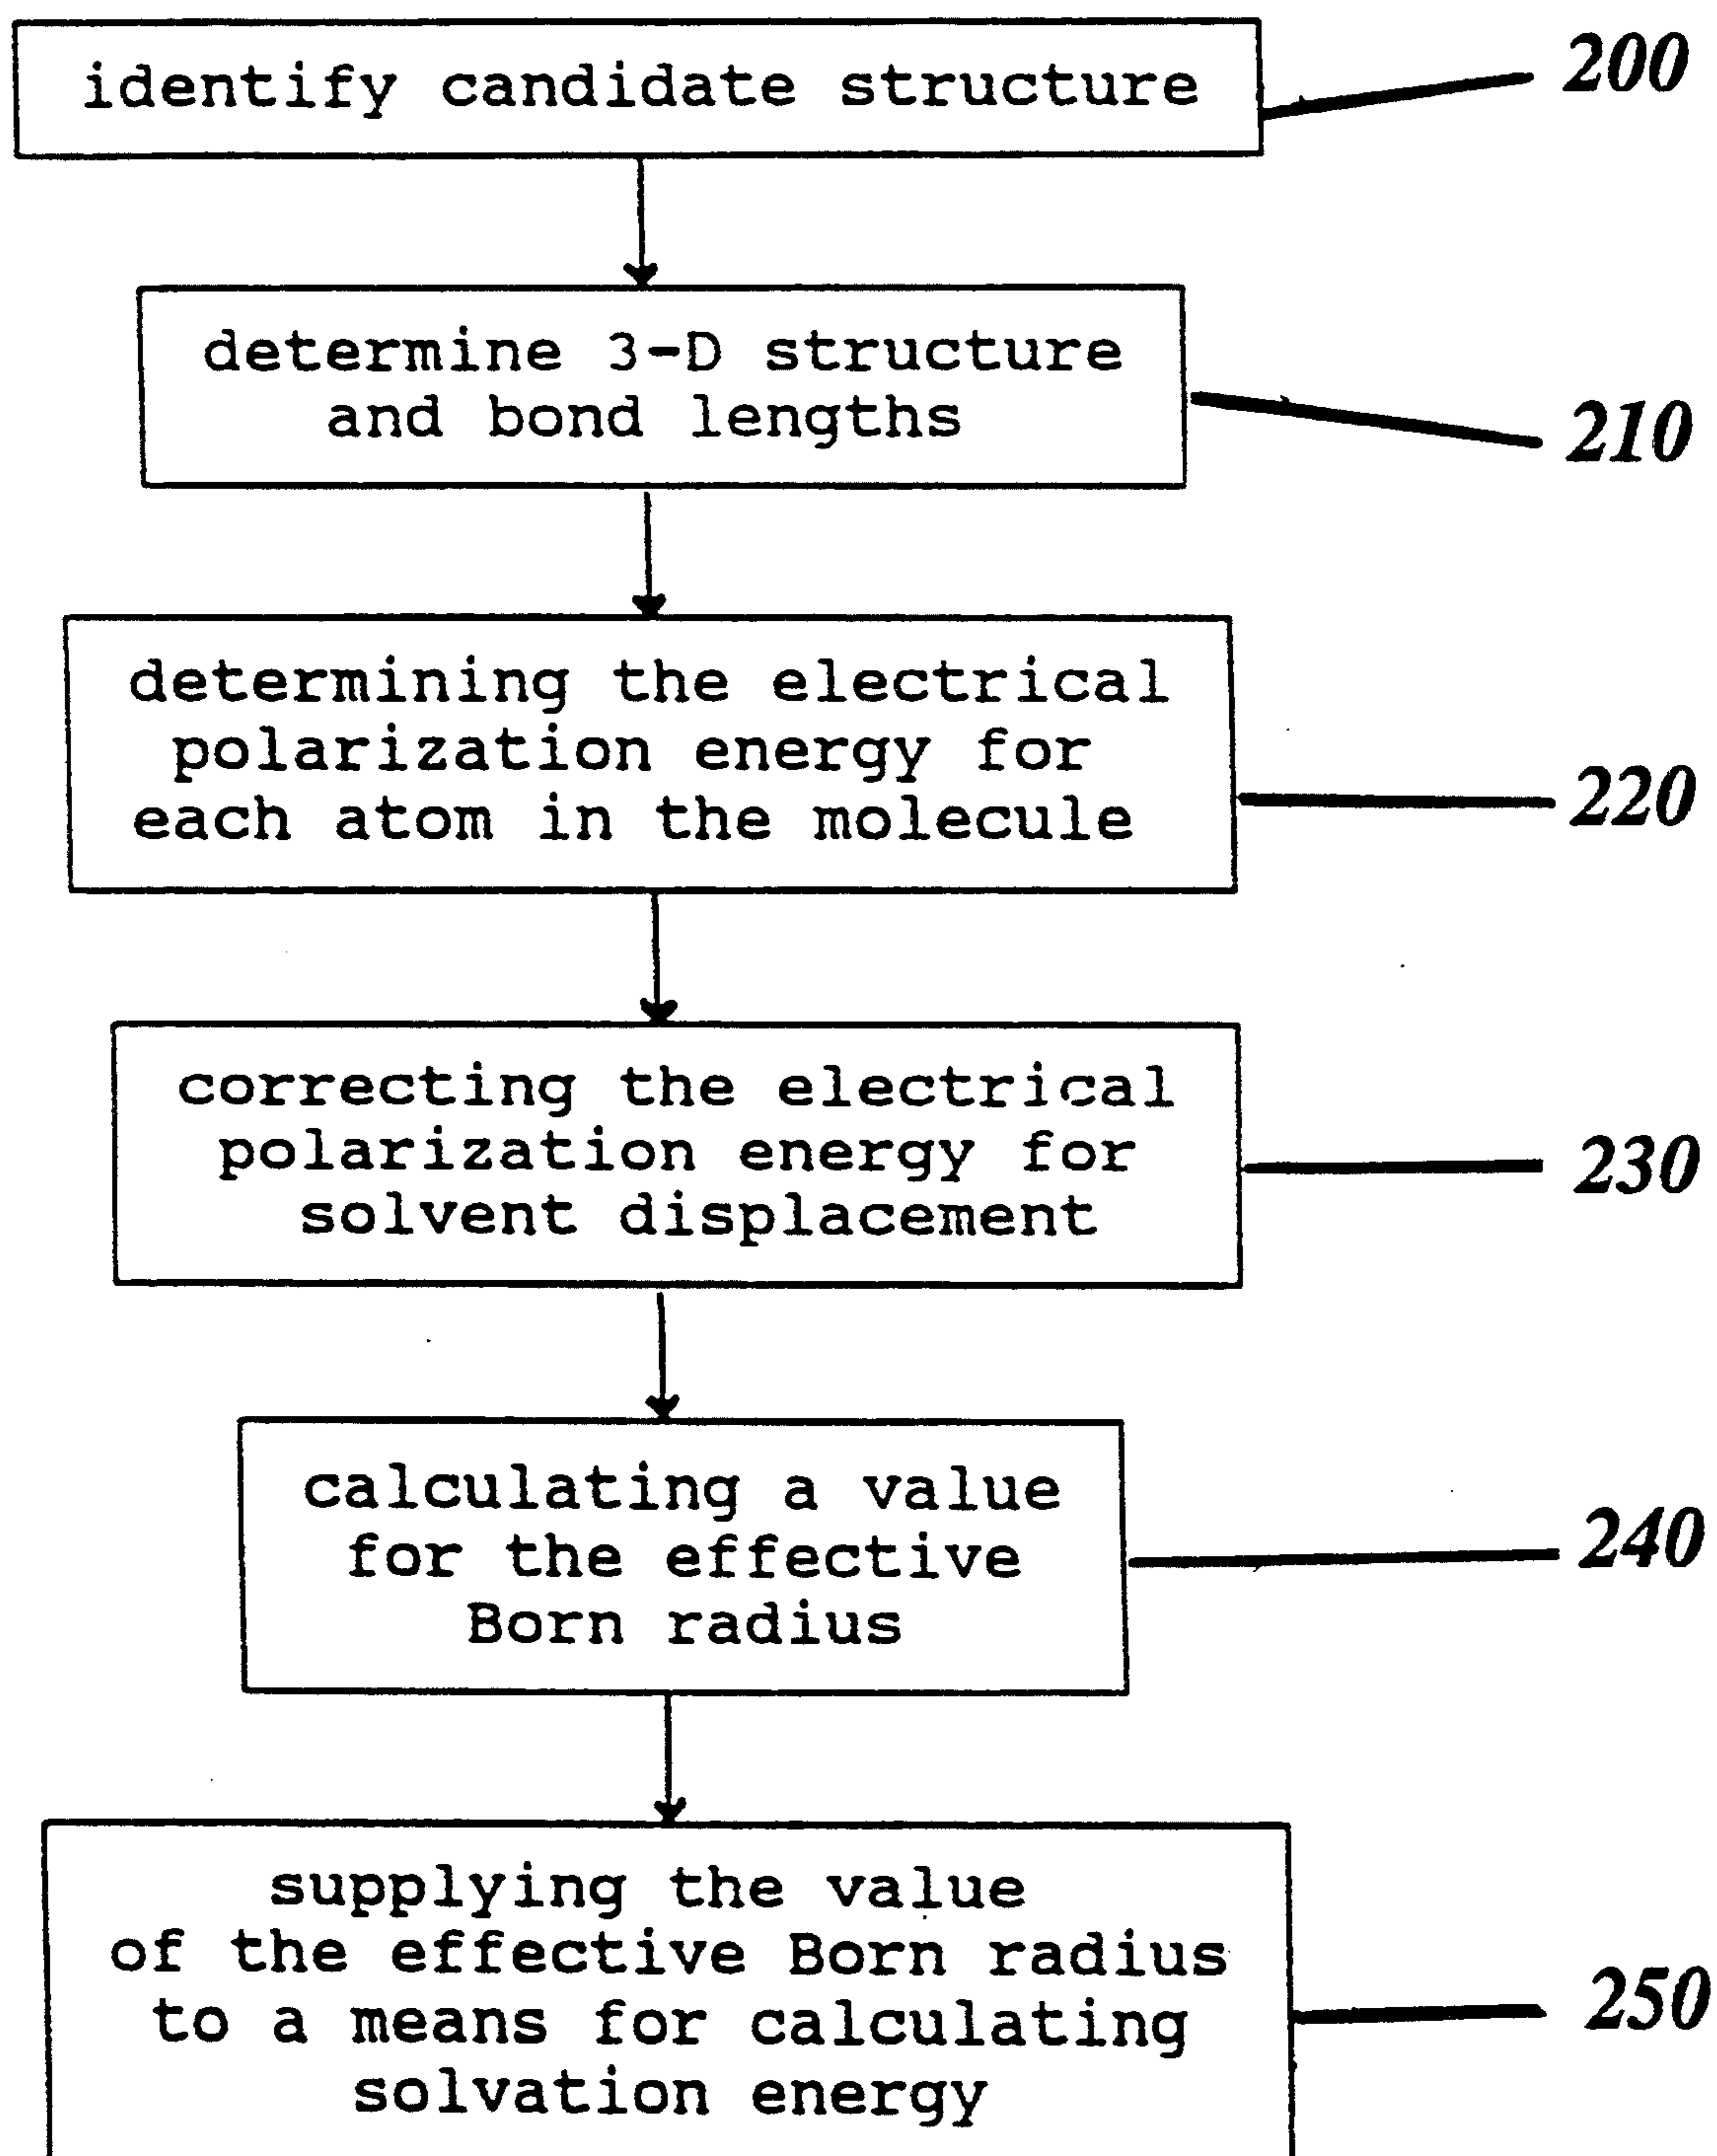 identify candidate structure
200
determine 3-D structure
and bond lengths
210
determining the electrical
polarization energy for
each atom in the molecule
220
correcting the electrical
polarization energy for
solvent displacement
230
calculating a value
for the effective
Born radius
240
supplying the value
of the effective Born radius
to a means for calculating
solvation energy
250